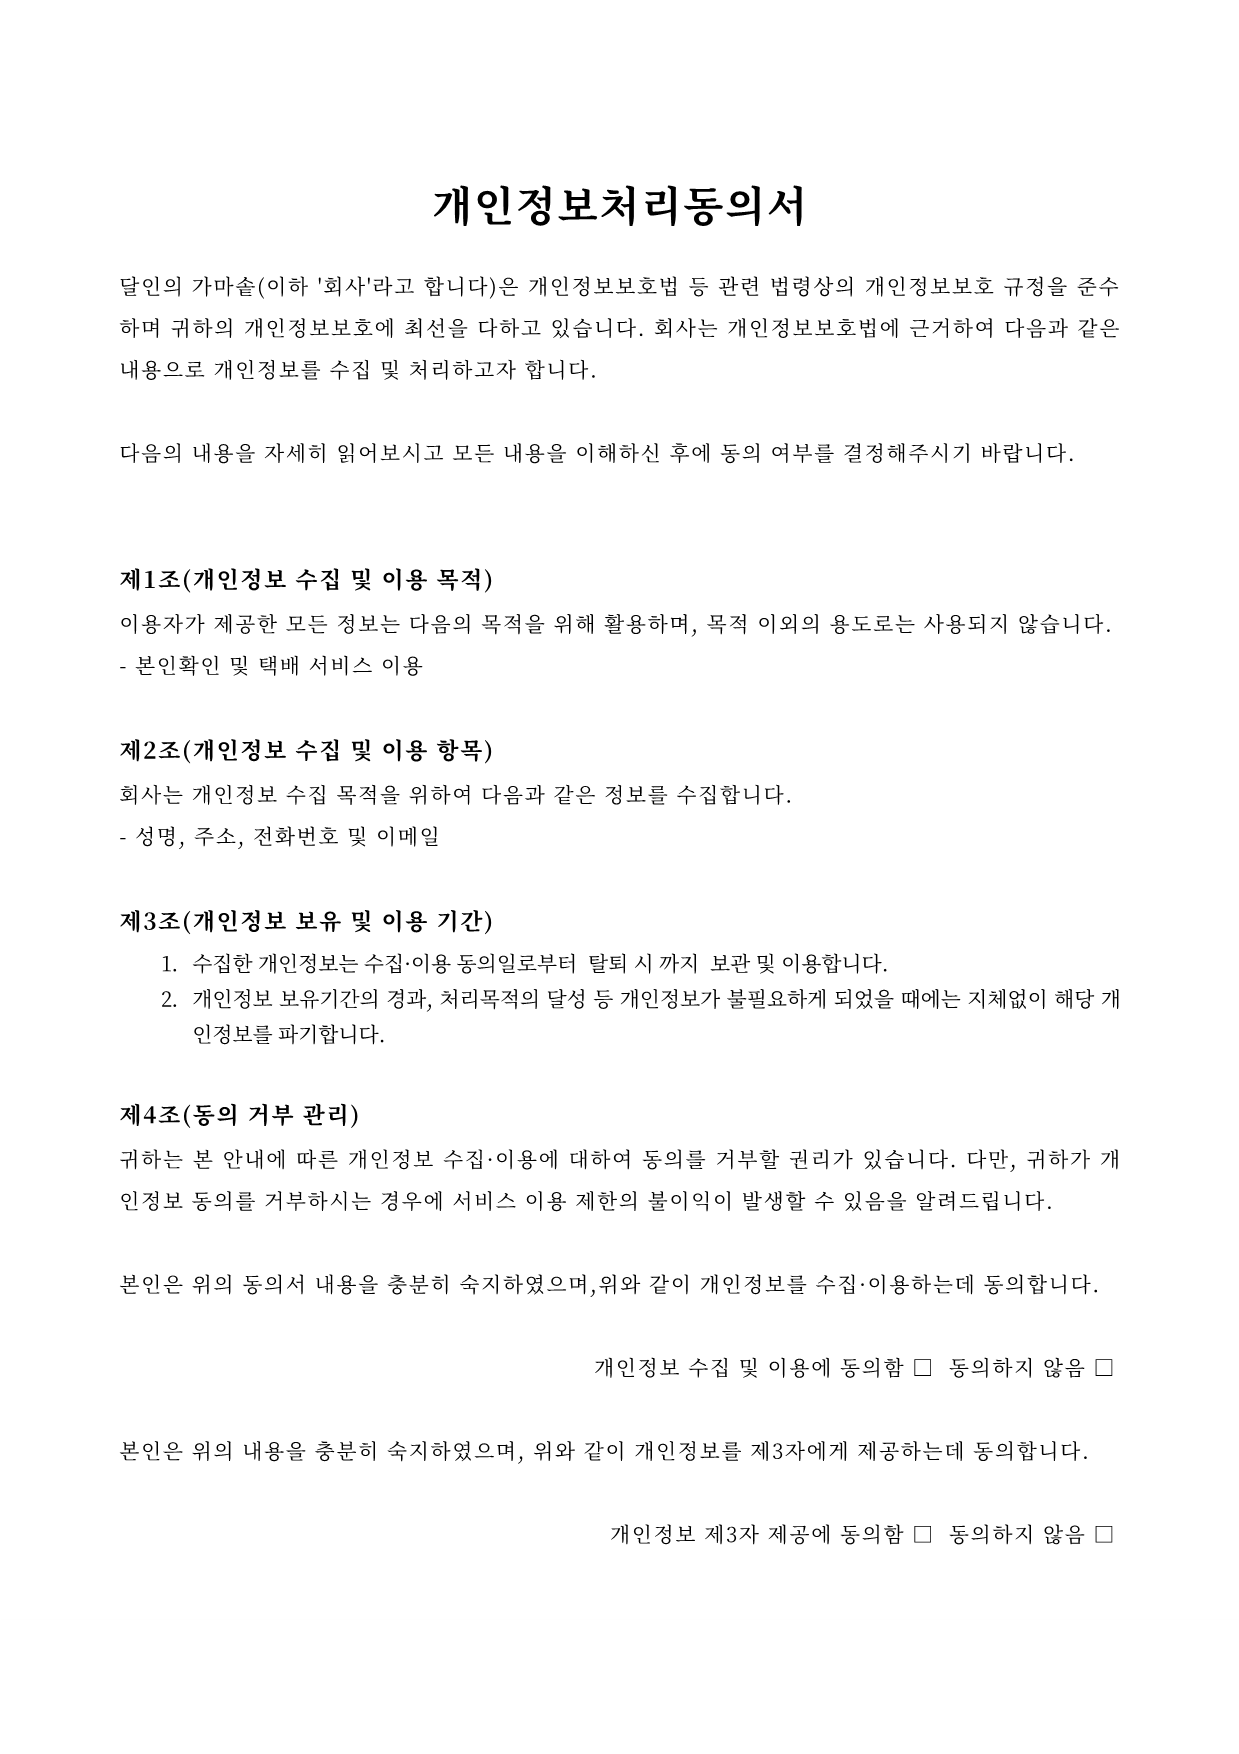 개인정보처리동의서
달인의 가마솥(이하 '회사'라고 합니다)은 개인정보보호법 등 관련 법령상의 개인정보보호 규정을 준수
하며 귀하의 개인정보보호에 최선을 다하고 있습니다. 회사는 개인정보보호법에 근거하여 다음과 같은
내용으로 개인정보를 수집 및 처리하고자 합니다.
다음의 내용을 자세히 읽어보시고 모든 내용을 이해하신 후에 동의 여부를 결정해주시기 바랍니다.
제1조(개인정보 수집 및 이용 목적)
이용자가 제공한 모든 정보는 다음의 목적을 위해 활용하며, 목적 이외의 용도로는 사용되지 않습니다.
- 본인확인 및 택배 서비스 이용
제2조(개인정보 수집 및 이용 항목)
회사는 개인정보 수집 목적을 위하여 다음과 같은 정보를 수집합니다.
- 성명, 주소, 전화번호 및 이메일
제3조(개인정보 보유 및 이용 기간)
1. 수집한 개인정보는 수집·이용 동의일로부터 탈퇴 시 까지 보관 및 이용합니다.
2. 개인정보 보유기간의 경과, 처리목적의 달성 등 개인정보가 불필요하게 되었을 때에는 지체없이 해당 개
인정보를 파기합니다.
제4조(동의 거부 관리)
귀하는 본 안내에 따른 개인정보 수집·이용에 대하여 동의를 거부할 권리가 있습니다. 다만, 귀하가 개
인정보 동의를 거부하시는 경우에 서비스 이용 제한의 불이익이 발생할 수 있음을 알려드립니다.
본인은 위의 동의서 내용을 충분히 숙지하였으며,위와 같이 개인정보를 수집·이용하는데 동의합니다.
개인정보 수집 및 이용에 동의함 □ 동의하지 않음 □
본인은 위의 내용을 충분히 숙지하였으며, 위와 같이 개인정보를 제3자에게 제공하는데 동의합니다.
개인정보 제3자 제공에 동의함 □ 동의하지 않음 □